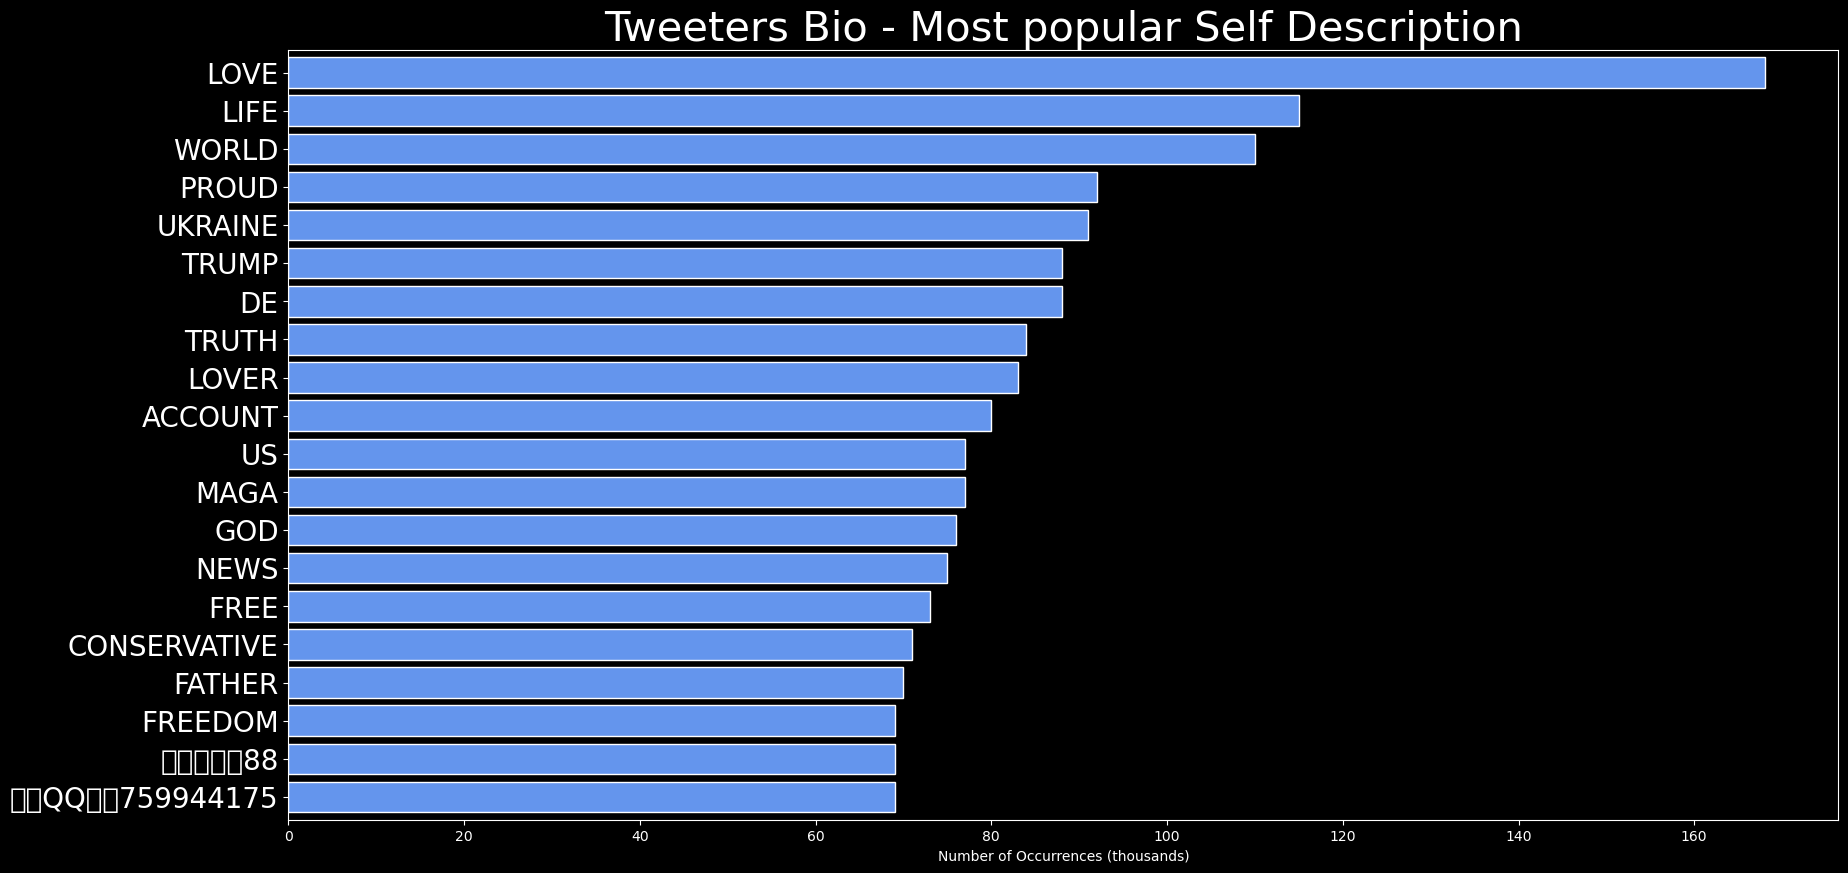 Tweeters Bio - Most popular Self Description
LOVE
LIFE
WORLD
PROUD
UKRAINE
TRUMP
DE
TRUTH
LOVER
ACCOUNT
US
MAGA
GOD
NEWS
FREE
CONSERVATIVE
FATHER
FREEDOM
88
QQ 759944175
0 20 40 60 80 100 120 140 160
Number of Occurrences (thousands)